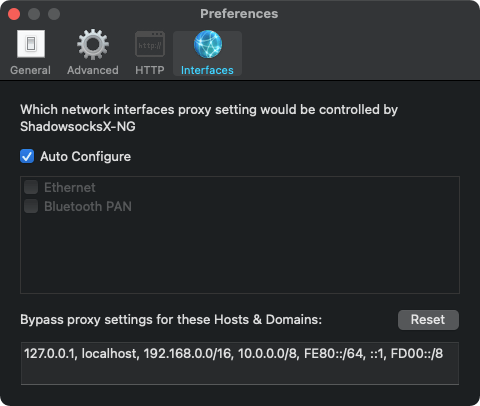 Preferences
General
Advanced
http://
HTTP
Interfaces
Which network interfaces proxy setting would be controlled by
ShadowsocksX-NG
Auto Configure
Ethernet
Bluetooth PAN
Bypass proxy settings for these Hosts & Domains:
Reset
127.0.0.1, localhost, 192.168.0.0/16, 10.0.0.0/8, FE80::/64, ::1, FD00::/8